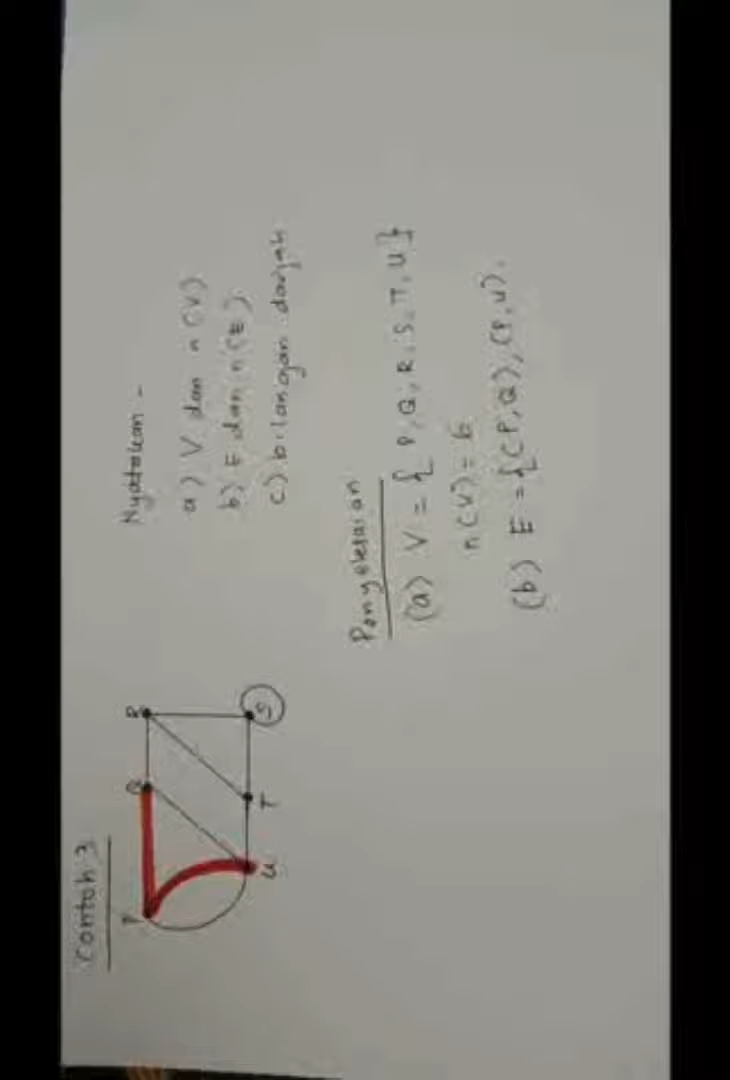 Contoh 3
P
Q
R
U
T
S
Nyatakan -
a) V dan n(V)
b) E dan n(E)
c) bilangan darjah
Penyelesaian
(a) V = { P, Q, R, S, T, U }
n(V) = 6
(b) E = {(P, Q), (P, U).